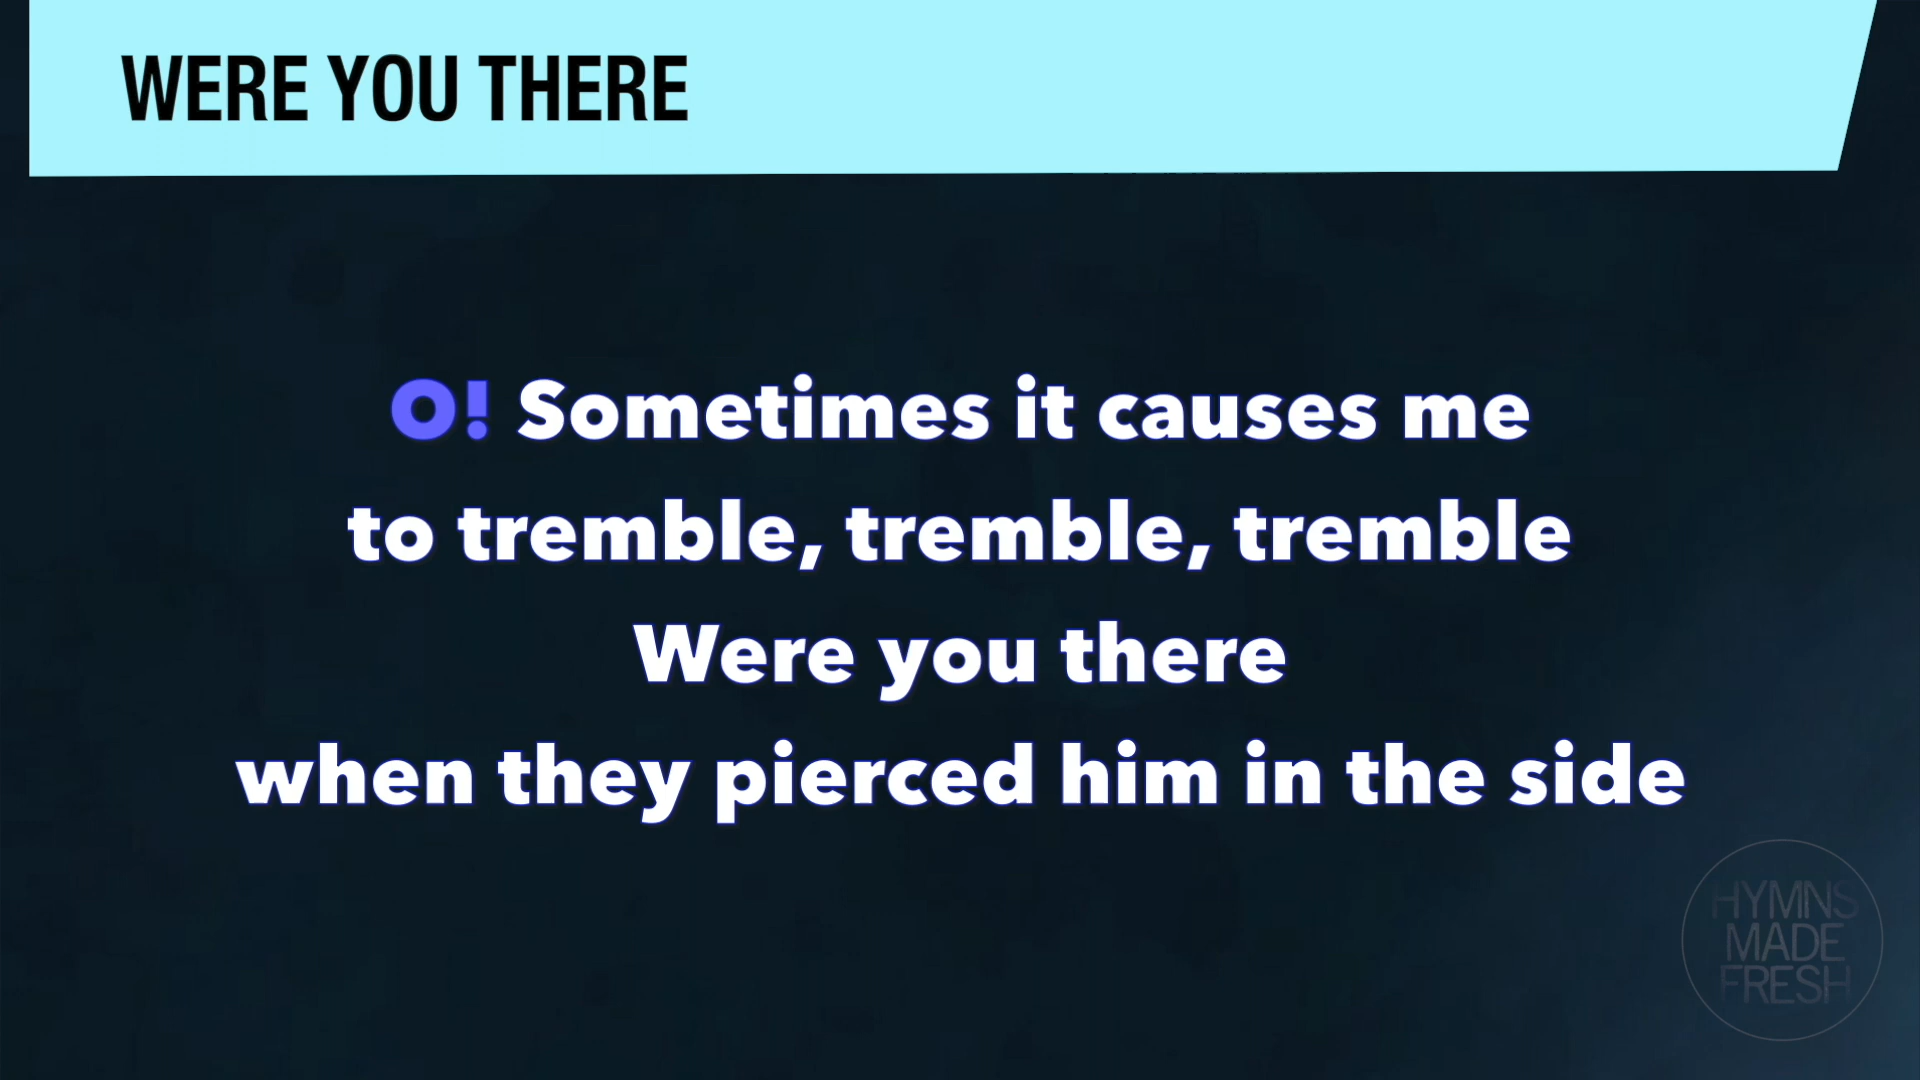 WERE YOU THERE
O! Sometimes it causes me
to tremble, tremble, tremble
Were you there
when they pierced him in the side
HYMNS
MADE
FRESH